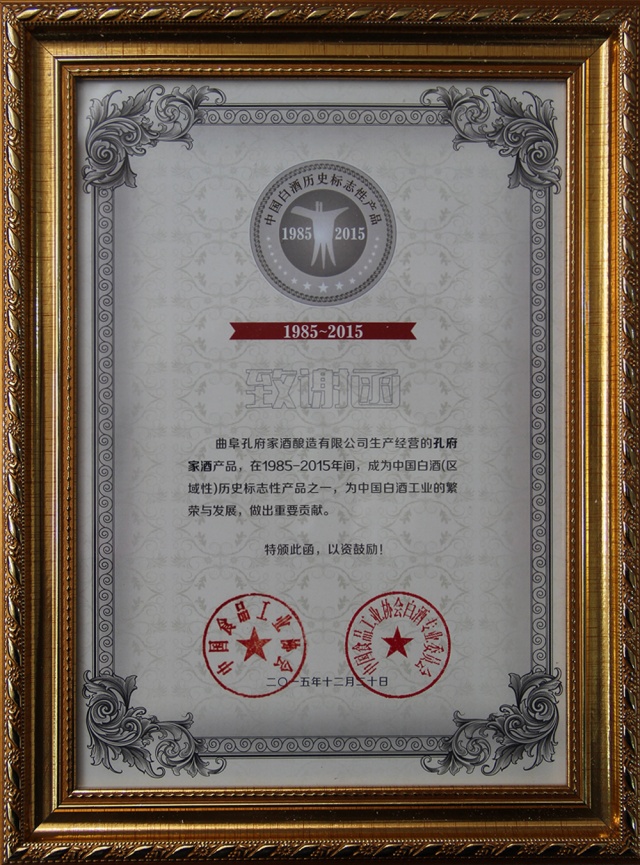 中国白酒历史标志性产品
1985 2015
1985~2015
致谢函
曲阜孔府家酒酿造有限公司生产经营的孔府
家酒产品，在1985-2015年间，成为中国白酒(区
域性)历史标志性产品之一，为中国白酒工业的繁
荣与发展，做出重要贡献。
特颁此函，以资鼓励！
中国食品工业协会
中国食品工业协会白酒专业委员会
二〇一五年十二月二十日